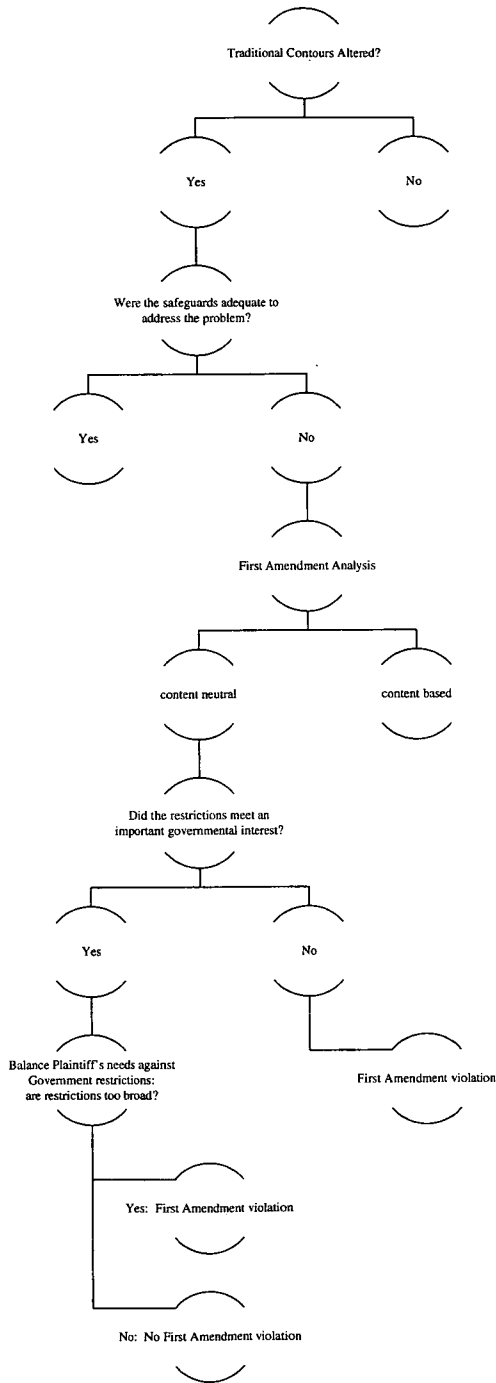 Traditional Contours Altered?
Yes
No
Were the safeguards adequate to
address the problem?
Yes
No
First Amendment Analysis
content neutral
content based
Did the restrictions meet an
important governmental interest?
Yes
No
Balance Plaintiff's needs against
Government restrictions:
are restrictions too broad?
First Amendment violation
Yes: First Amendment violation
No: No First Amendment violation